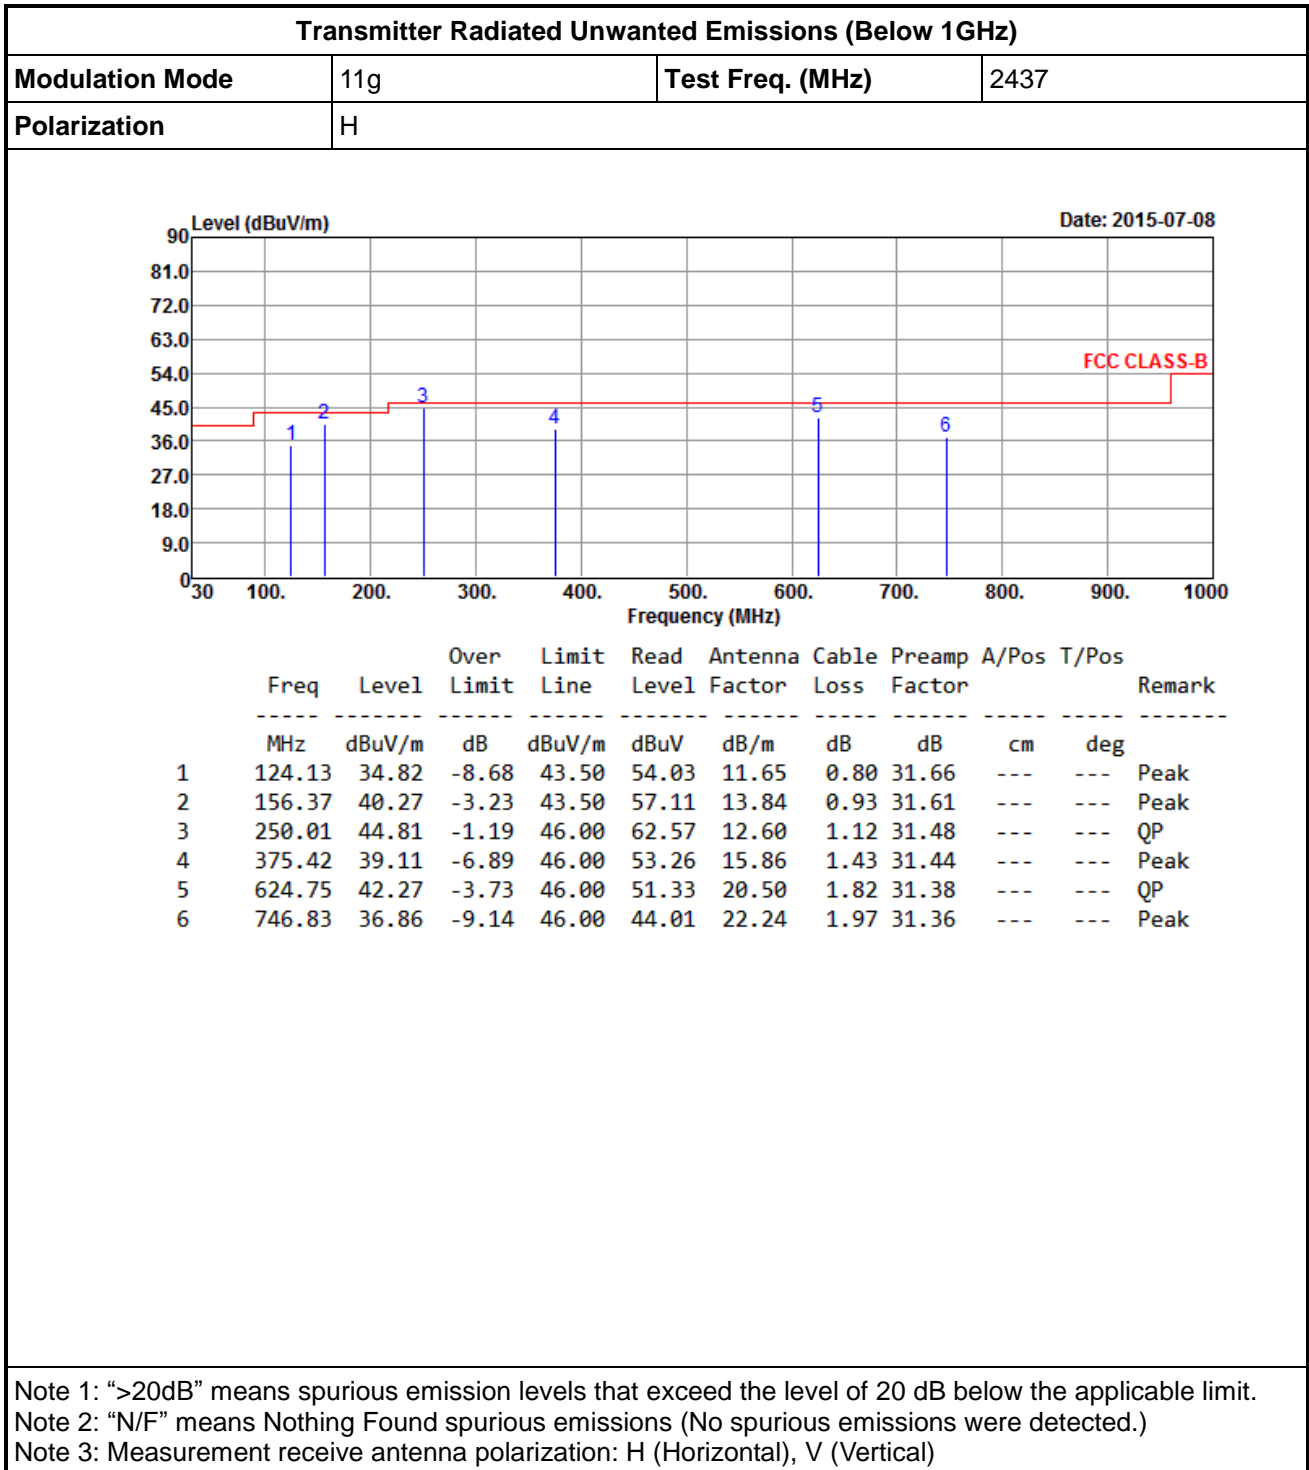 Transmitter Radiated Unwanted Emissions (Below 1GHz)
Modulation Mode 11g Test Freq. (MHz) 2437
Polarization H
Level (dBuV/m) Date: 2015-07-08
90
81.0
72.0
63.0
FCC CLASS-B
54.0
45.0
36.0
27.0
18.0
9.0
0
1 2 3 4 5 6
30 100. 200. 300. 400. 500. 600. 700. 800. 900. 1000
Frequency (MHz)
Over Limit Read Antenna Cable Preamp A/Pos T/Pos
Freq Level Limit Line Level Factor Loss Factor Remark
----- ------- ------ ------ ------- ------ ----- ------ ----- ----- -------
MHz dBuV/m dB dBuV/m dBuV dB/m dB dB cm deg
1 124.13 34.82 -8.68 43.50 54.03 11.65 0.80 31.66 --- --- Peak
2 156.37 40.27 -3.23 43.50 57.11 13.84 0.93 31.61 --- --- Peak
3 250.01 44.81 -1.19 46.00 62.57 12.60 1.12 31.48 --- --- QP
4 375.42 39.11 -6.89 46.00 53.26 15.86 1.43 31.44 --- --- Peak
5 624.75 42.27 -3.73 46.00 51.33 20.50 1.82 31.38 --- --- QP
6 746.83 36.86 -9.14 46.00 44.01 22.24 1.97 31.36 --- --- Peak
Note 1: “>20dB” means spurious emission levels that exceed the level of 20 dB below the applicable limit.
Note 2: “N/F” means Nothing Found spurious emissions (No spurious emissions were detected.)
Note 3: Measurement receive antenna polarization: H (Horizontal), V (Vertical)